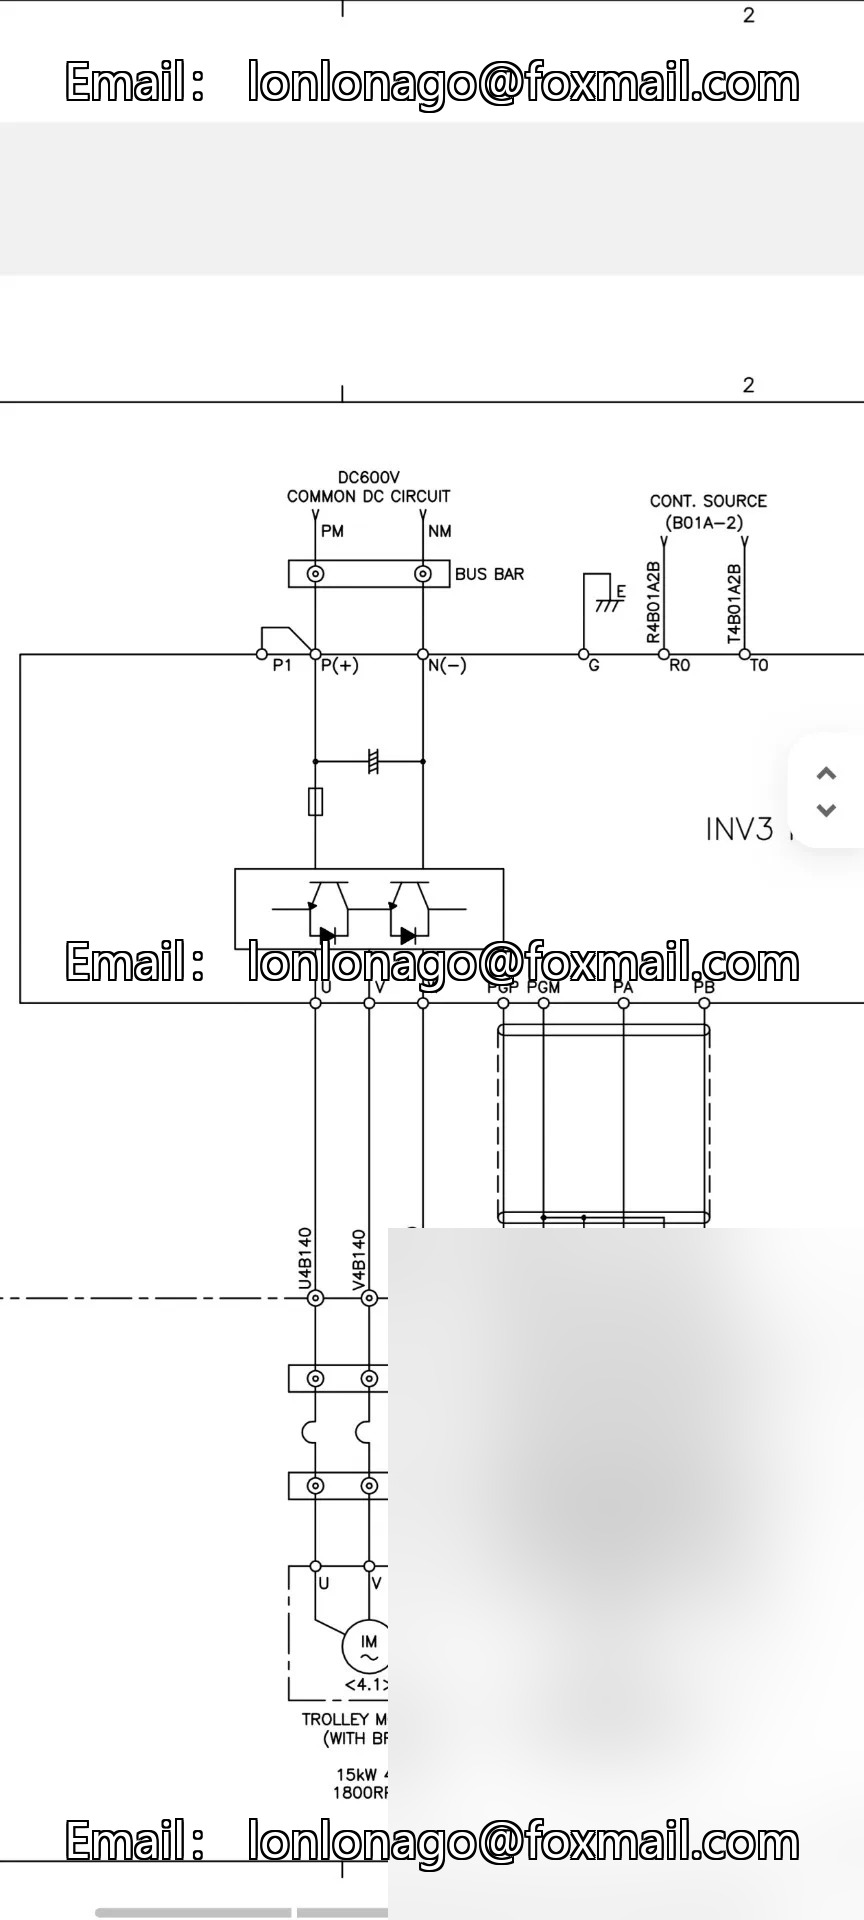 2
Email： lonlonago@foxmail.com
2
DC600V
COMMON DC CIRCUIT
PM
NM
BUS BAR
CONT. SOURCE
(B01A-2)
R4B01A2B
T4B01A2B
E
P1
P(+)
N(-)
G
R0
T0
INV3
Email： lonlonago@foxmail.com
U
V
PGP
PGM
PA
PB
U4B140
V4B140
U
V
IM
<4.1>
TROLLEY
(WITH
15kW
Email： lonlonago@foxmail.com